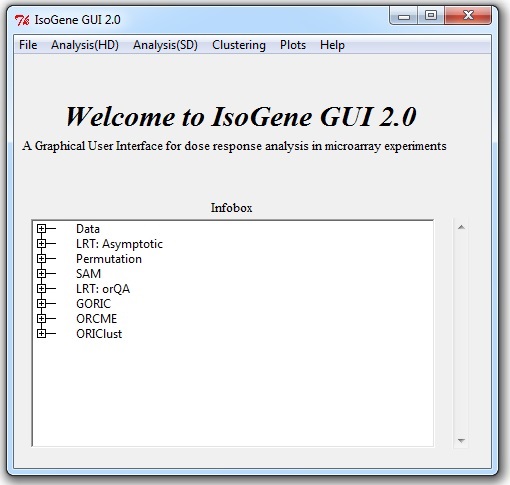 IsoGene GUI 2.0
File Analysis(HD) Analysis(SD) Clustering Plots Help
Welcome to IsoGene GUI 2.0
A Graphical User Interface for dose response analysis in microarray experiments
Infobox
Data
LRT: Asymptotic
Permutation
SAM
LRT: orQA
GORIC
ORCME
ORIClust